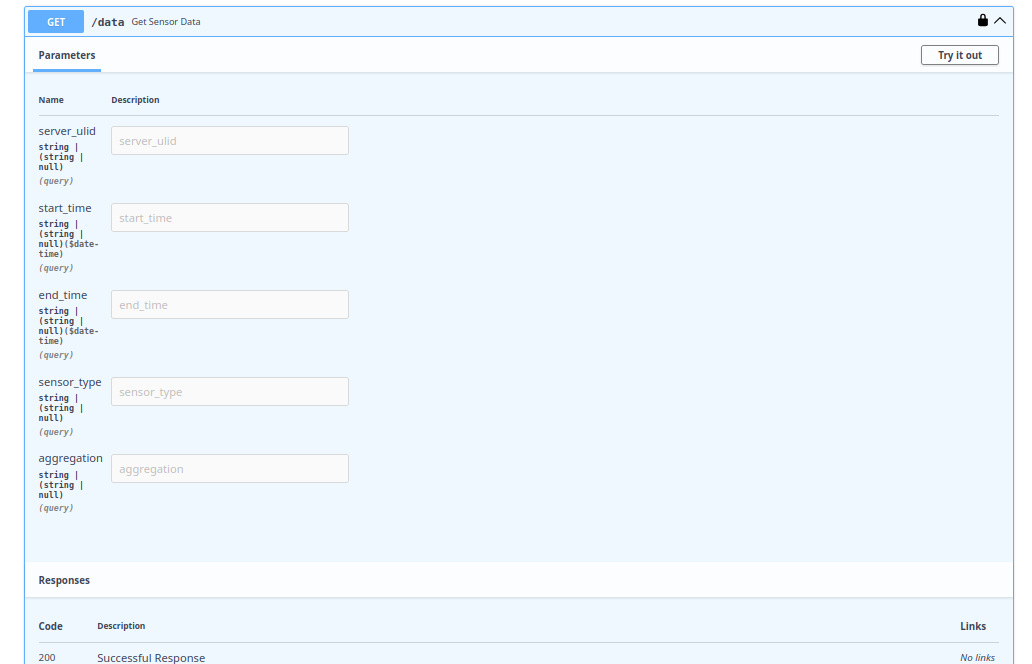 GET /data Get Sensor Data
Parameters
Try it out
Name Description
server_ulid
server_ulid
string |
(string |
null)
(query)
start_time
start_time
string |
(string |
null)($date-
time)
(query)
end_time
end_time
string |
(string |
null)($date-
time)
(query)
sensor_type
sensor_type
string |
(string |
null)
(query)
aggregation
aggregation
string |
(string |
null)
(query)
Responses
Code Description Links
200 Successful Response No links